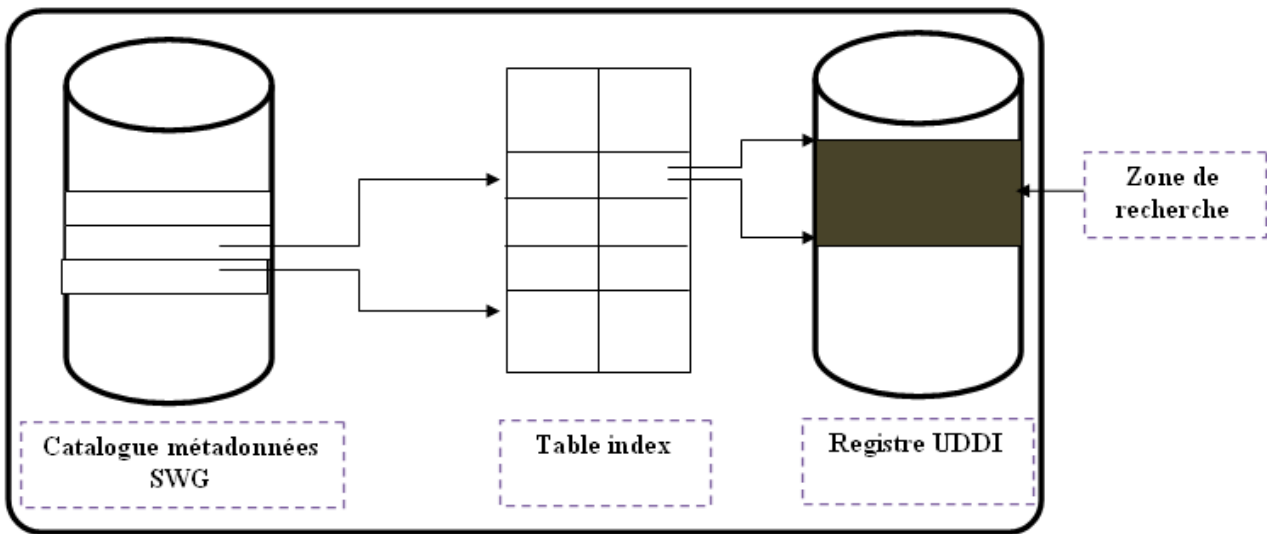 Zone de
recherche
Catalogue métadonnées
SWG
Table index
Registre UDDI